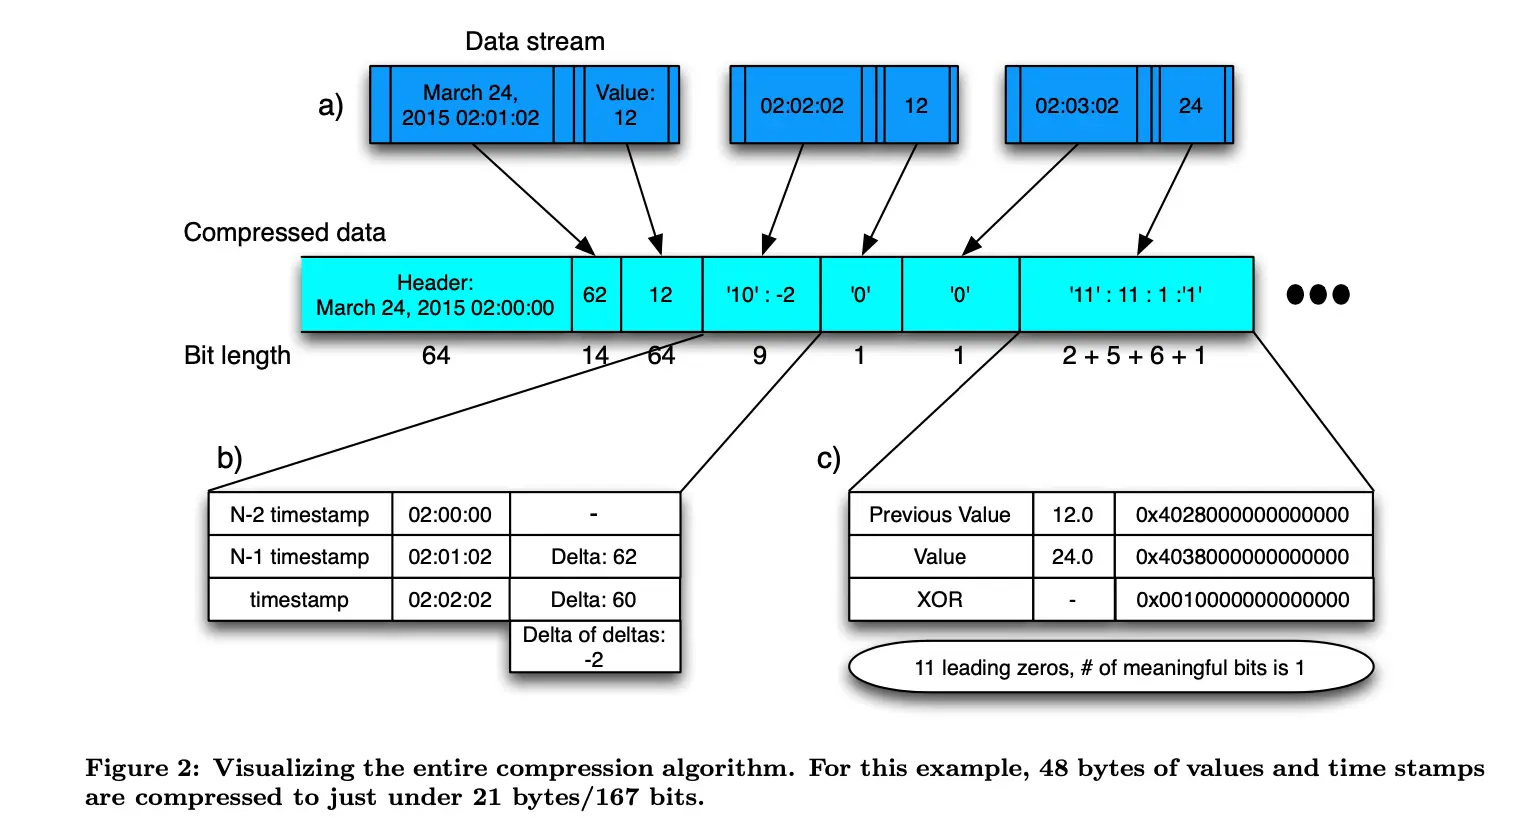 Data stream
a)
March 24,
2015 02:01:02
Value:
12
02:02:02
12
02:03:02
24
Compressed data
Header:
March 24, 2015 02:00:00
62
12
'10' : -2
'0'
'0'
'11' : 11 : 1 :'1'
Bit length
64
14
64
9
1
1
2 + 5 + 6 + 1
b)
N-2 timestamp 02:00:00 -
N-1 timestamp 02:01:02 Delta: 62
timestamp 02:02:02 Delta: 60
Delta of deltas:
-2
c)
Previous Value 12.0 0x4028000000000000
Value 24.0 0x4038000000000000
XOR - 0x0010000000000000
11 leading zeros, # of meaningful bits is 1
Figure 2: Visualizing the entire compression algorithm. For this example, 48 bytes of values and time stamps
are compressed to just under 21 bytes/167 bits.